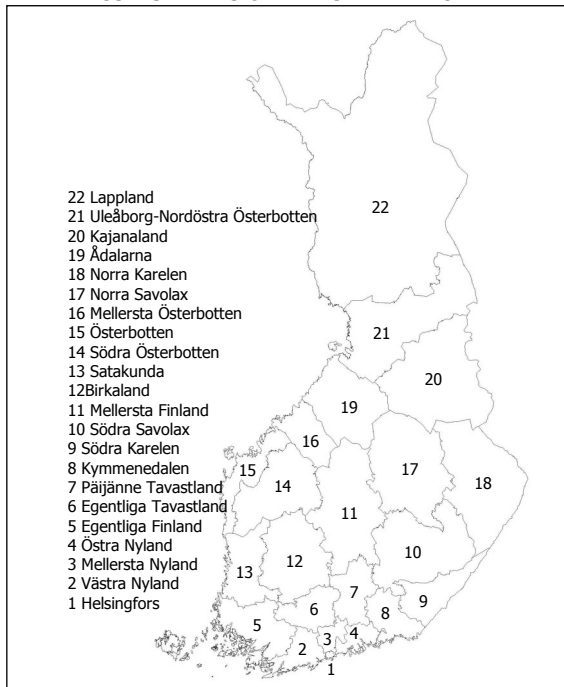 22 Lappland
21 Uleåborg-Nordöstra Österbotten
20 Kajanaland
19 Ådalarna
18 Norra Karelen
17 Norra Savolax
16 Mellersta Österbotten
15 Österbotten
14 Södra Österbotten
13 Satakunda
12Birkaland
11 Mellersta Finland
10 Södra Savolax
9 Södra Karelen
8 Kymmenedalen
7 Päijänne Tavastland
6 Egentliga Tavastland
5 Egentliga Finland
4 Östra Nyland
3 Mellersta Nyland
2 Västra Nyland
1 Helsingfors
22
21
20
19
16
15
14
17
18
11
10
12
13
7
9
6
8
5
4
3
2
1